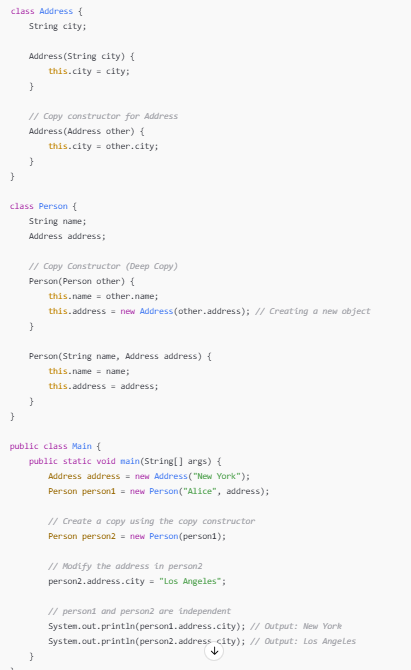 class Address {
    String city;

    Address(String city) {
        this.city = city;
    }

    // Copy constructor for Address
    Address(Address other) {
        this.city = other.city;
    }
}

class Person {
    String name;
    Address address;

    // Copy Constructor (Deep Copy)
    Person(Person other) {
        this.name = other.name;
        this.address = new Address(other.address); // Creating a new object
    }

    Person(String name, Address address) {
        this.name = name;
        this.address = address;
    }
}

public class Main {
    public static void main(String[] args) {
        Address address = new Address("New York");
        Person person1 = new Person("Alice", address);

        // Create a copy using the copy constructor
        Person person2 = new Person(person1);

        // Modify the address in person2
        person2.address.city = "Los Angeles";

        // person1 and person2 are independent
        System.out.println(person1.address.city); // Output: New York
        System.out.println(person2.address.city); // Output: Los Angeles
    }
}